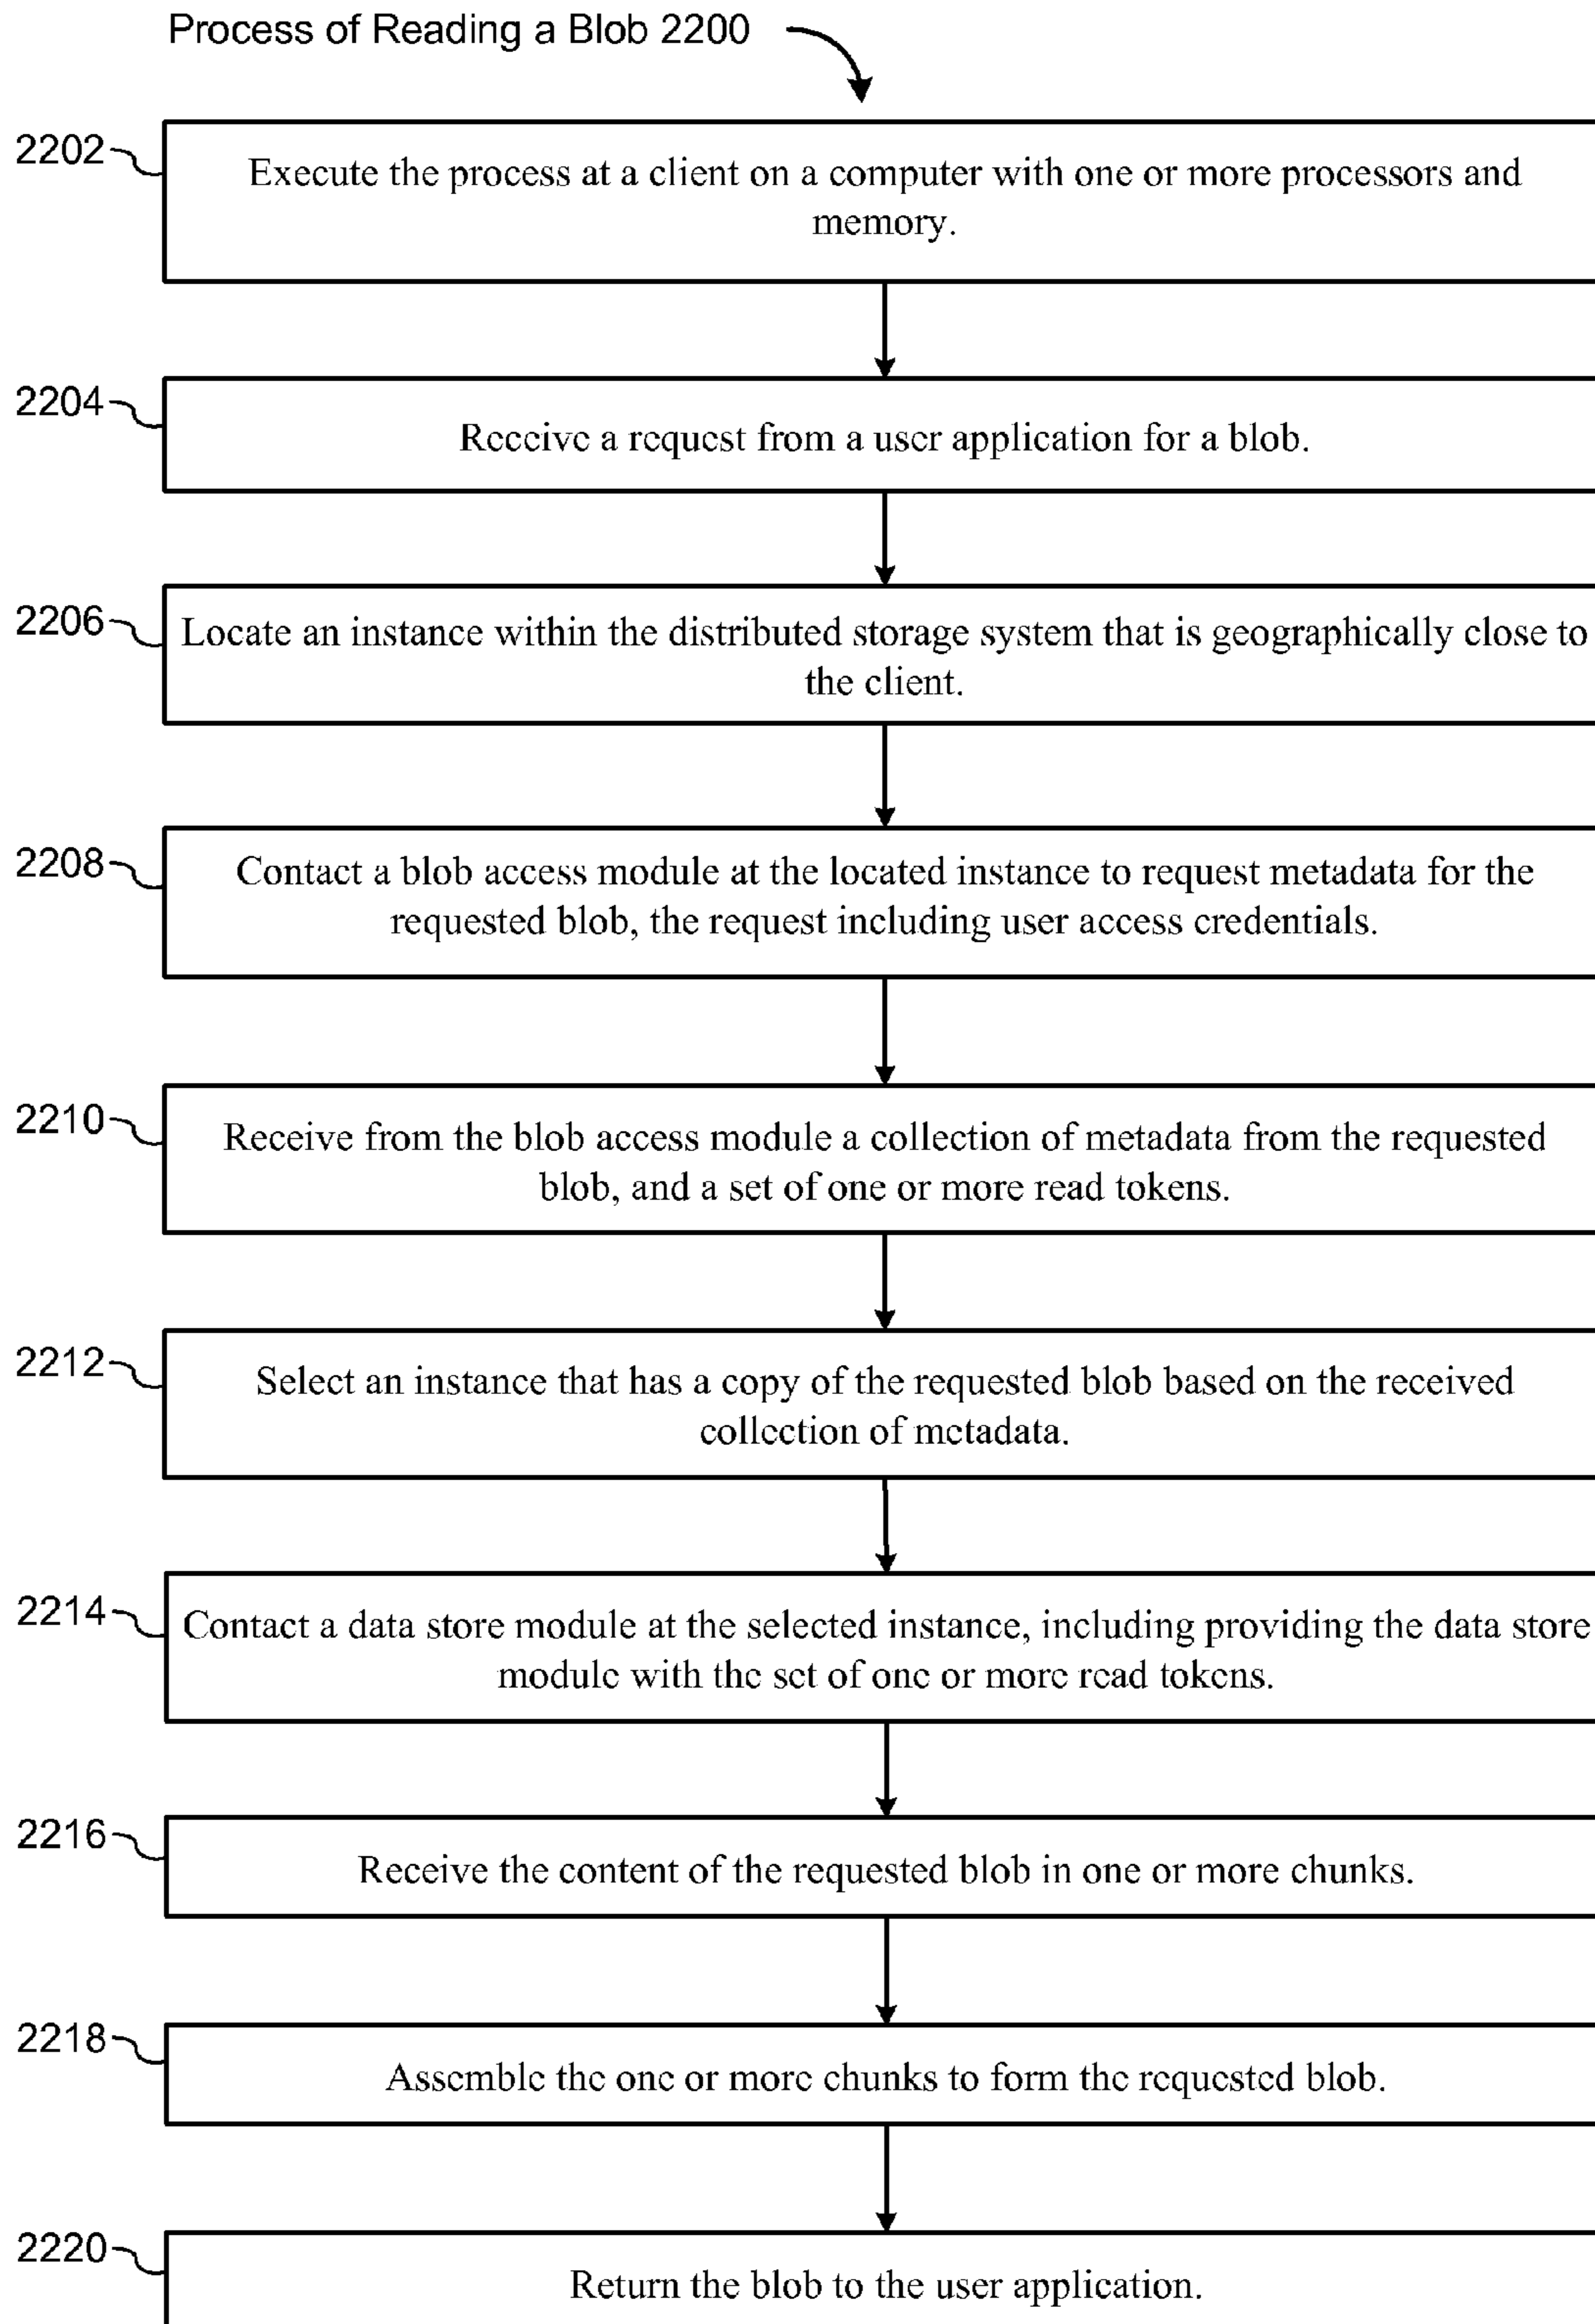 Process of Reading a Blob 2200
2202
Execute the process at a client on a computer with one or more processors and
memory.
2204
Receive a request from a user application for a blob.
2206
Locate an instance within the distributed storage system that is geographically close to
the client.
2208
Contact a blob access module at the located instance to request metadata for the
requested blob, the request including user access credentials.
2210
Receive from the blob access module a collection of metadata from the requested
blob, and a set of one or more read tokens.
2212
Select an instance that has a copy of the requested blob based on the received
collection of metadata.
2214
Contact a data store module at the selected instance, including providing the data store
module with the set of one or more read tokens.
2216
Receive the content of the requested blob in one or more chunks.
2218
Assemble the one or more chunks to form the requested blob.
2220
Return the blob to the user application.